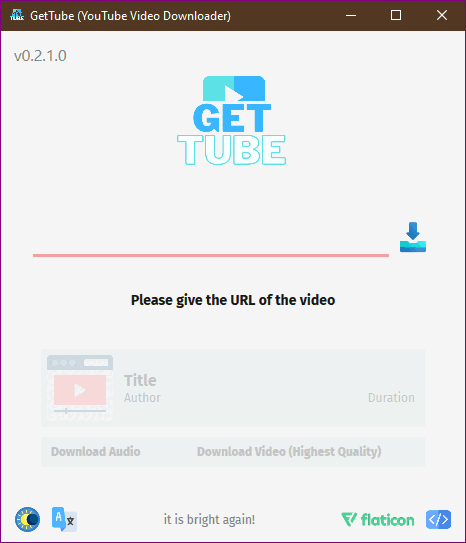 GetTube (YouTube Video Downloader)
v0.2.1.0
GET
TUBE
Please give the URL of the video
Title
Author
Duration
Download Audio
Download Video (Highest Quality)
A
it is bright again!
flaticon
</>